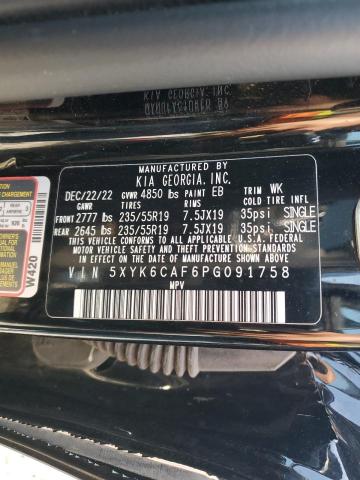 MANUFACTURED BY
KIA GEORGIA, INC.
DEC/22/22 GVWR 4850 lbs PAINT EB TRIM WK
GAWR TIRES RIMS COLD TIRE INFL
FRONT 2777 lbs 235/55R19 7.5JX19 35psi SINGLE
REAR 2645 lbs 235/55R19 7.5JX19 35psi SINGLE
THIS VEHICLE CONFORMS TO ALL APPLICABLE U.S.A. FEDERAL
MOTOR VEHICLE SAFETY, BUMPER, AND THEFT PREVENTION
STANDARDS IN EFFECT ON THE DATE OF MANUFACTURE SHOWN ABOVE.
VIN 5XYK6CAF6PG091758
MPV
W420
CHARGEMENT